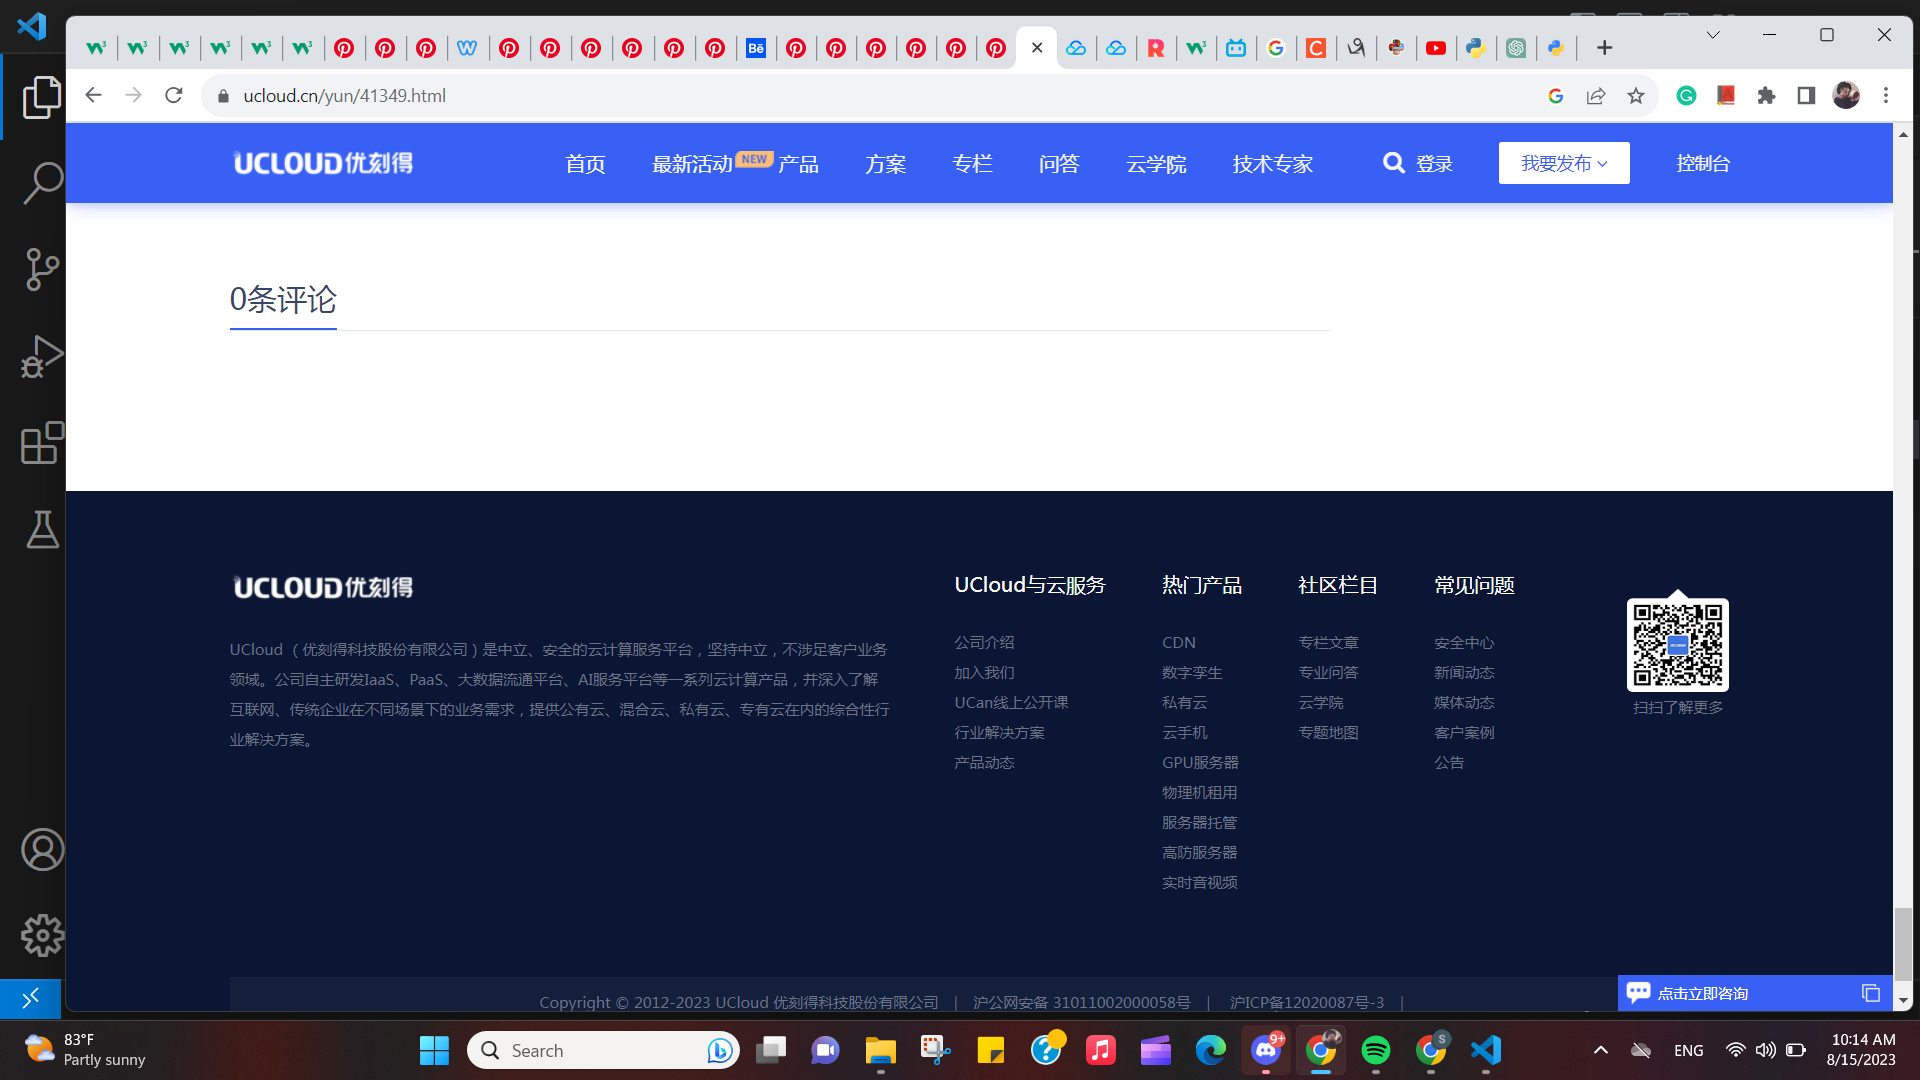 ucloud.cn/yun/41349.html
UCLOUD优刻得
首页
最新活动
NEW
产品
方案
专栏
问答
云学院
技术专家
登录
我要发布
控制台
0条评论
UCLOUD优刻得
UCloud （优刻得科技股份有限公司）是中立、安全的云计算服务平台，坚持中立，不涉足客户业务
领域。公司自主研发IaaS、PaaS、大数据流通平台、AI服务平台等一系列云计算产品，并深入了解
互联网、传统企业在不同场景下的业务需求，提供公有云、混合云、私有云、专有云在内的综合性行
业解决方案。
UCloud与云服务
公司介绍
加入我们
UCan线上公开课
行业解决方案
产品动态
热门产品
CDN
数字孪生
私有云
云手机
GPU服务器
物理机租用
服务器托管
高防服务器
实时音视频
社区栏目
专栏文章
专业问答
云学院
专题地图
常见问题
安全中心
新闻动态
媒体动态
客户案例
公告
扫扫了解更多
Copyright © 2012-2023 UCloud 优刻得科技股份有限公司 | 沪公网安备 31011002000058号 | 沪ICP备12020087号-3 |
点击立即咨询
83°F
Partly sunny
Search
9+
S
ENG
10:14 AM
8/15/2023